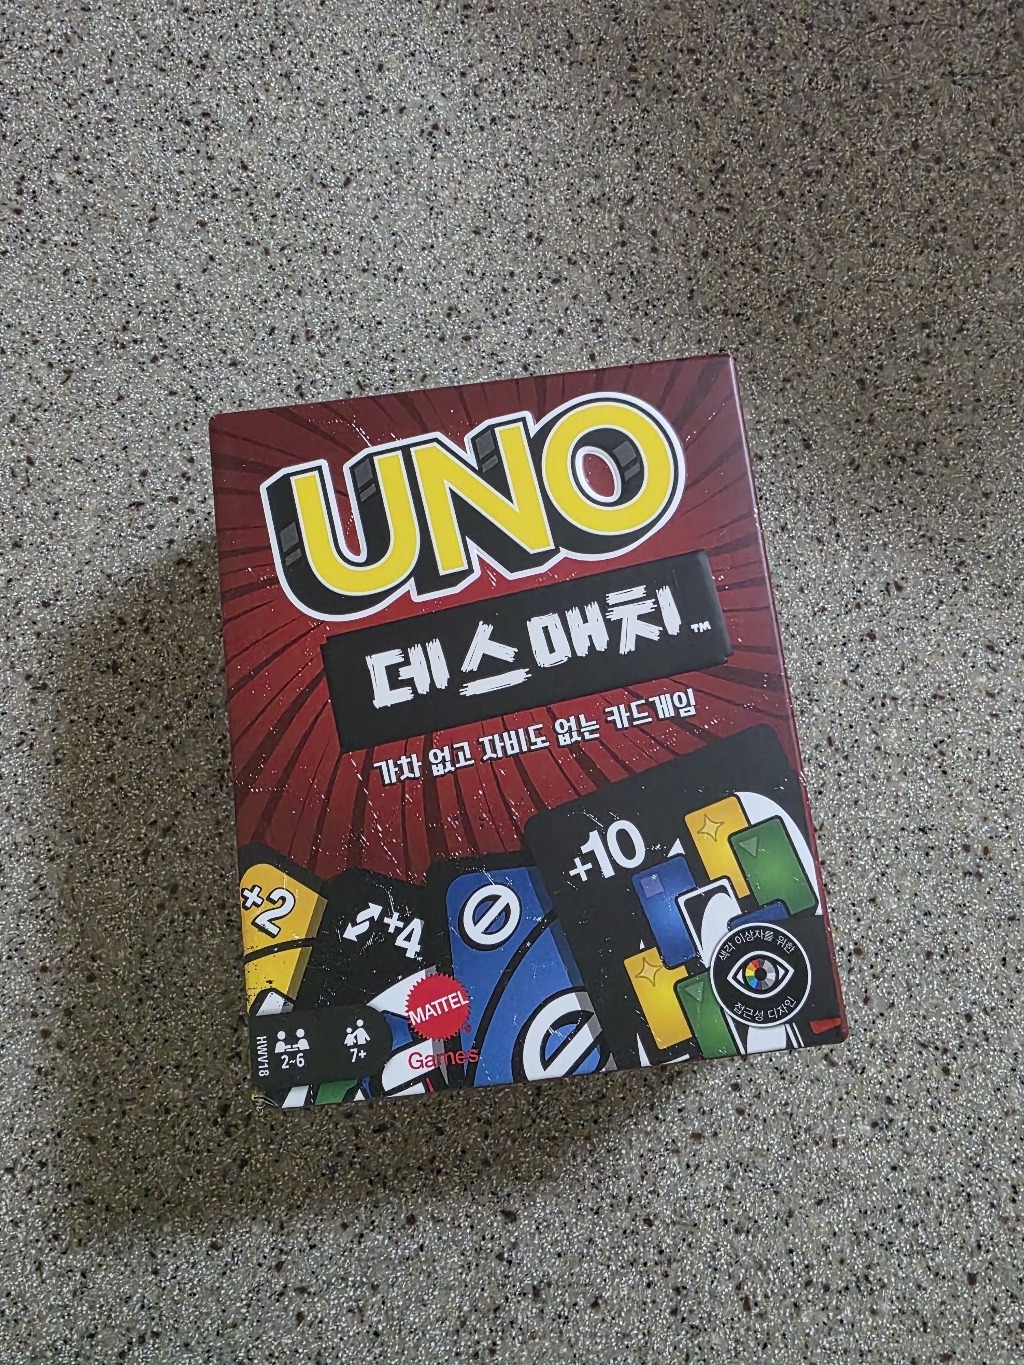 UNO
데스매치™
가차 없고 자비도 없는 카드게임
+10
×2
+4
색각 이상자를 위한
접근성 디자인
MATTEL
Games
HWV18
2~6
7+